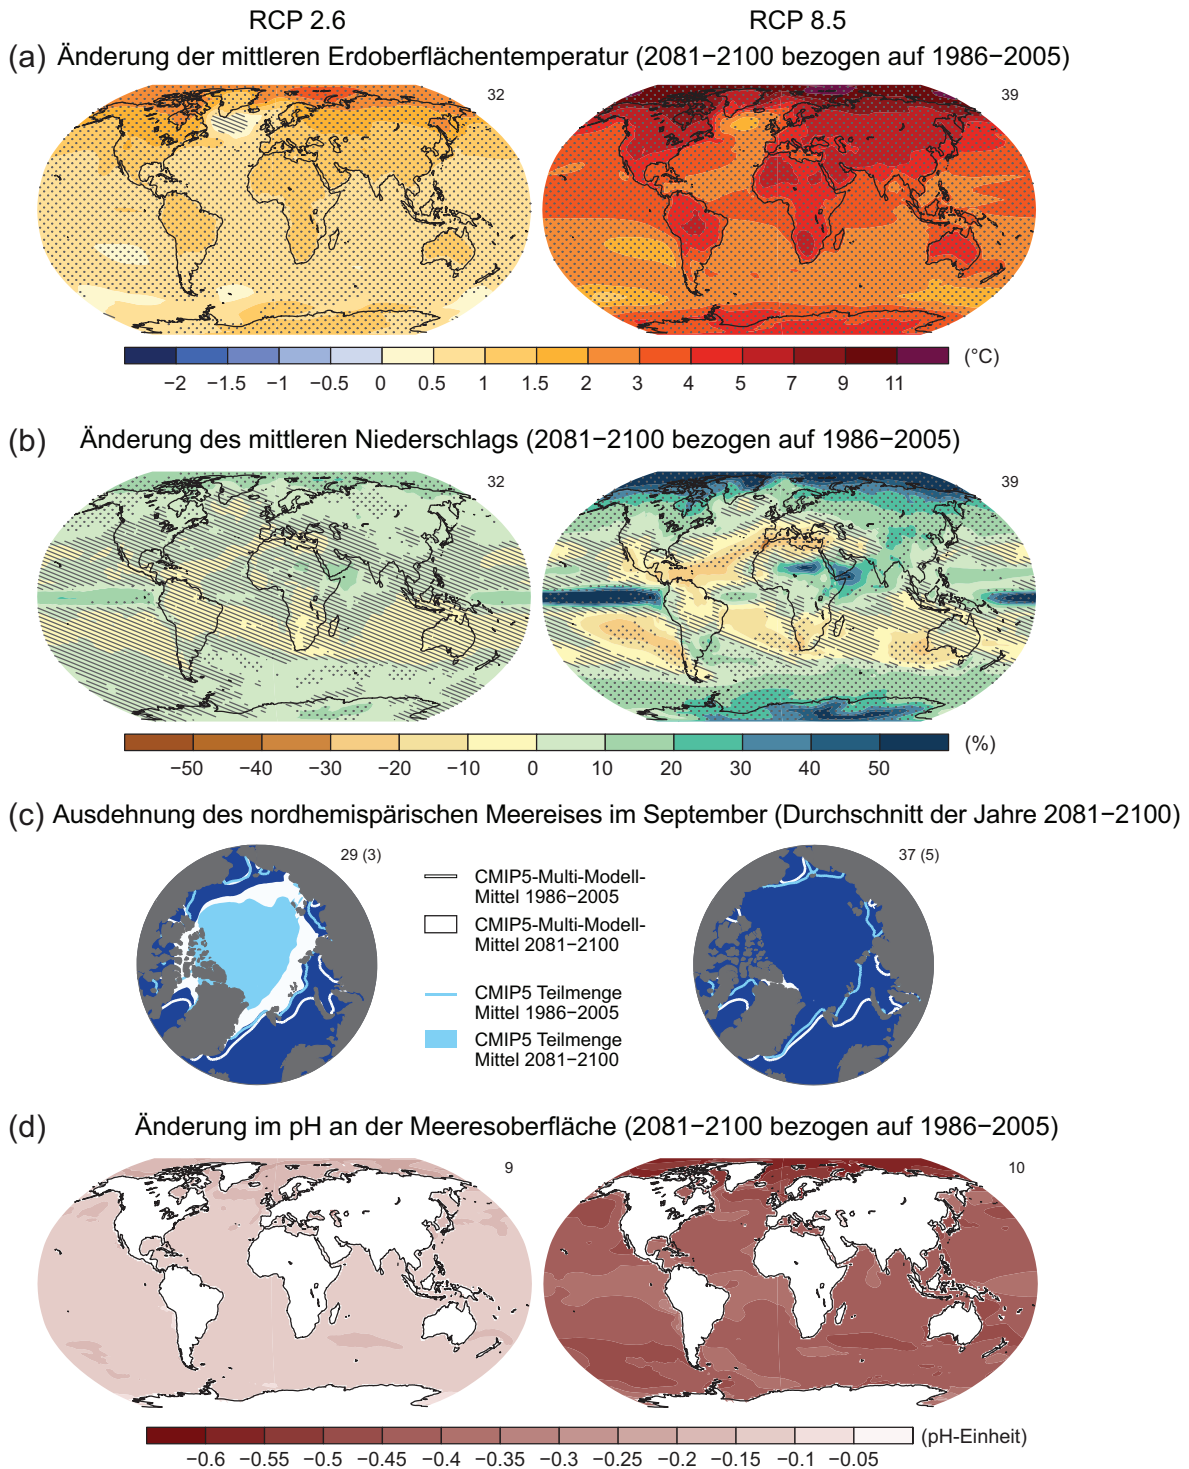 RCP 2.6
RCP 8.5
(a) Änderung der mittleren Erdoberflächentemperatur (2081−2100 bezogen auf 1986−2005)
32
39
−2 −1.5 −1 −0.5 0 0.5 1 1.5 2 3 4 5 7 9 11 (°C)
(b) Änderung des mittleren Niederschlags (2081−2100 bezogen auf 1986−2005)
32
39
−50 −40 −30 −20 −10 0 10 20 30 40 50 (%)
(c) Ausdehnung des nordhemispärischen Meereises im September (Durchschnitt der Jahre 2081−2100)
29 (3)
37 (5)
CMIP5-Multi-Modell-
Mittel 1986−2005
CMIP5-Multi-Modell-
Mittel 2081−2100
CMIP5 Teilmenge
Mittel 1986−2005
CMIP5 Teilmenge
Mittel 2081−2100
(d) Änderung im pH an der Meeresoberfläche (2081−2100 bezogen auf 1986−2005)
9
10
−0.6 −0.55 −0.5 −0.45 −0.4 −0.35 −0.3 −0.25 −0.2 −0.15 −0.1 −0.05 (pH-Einheit)